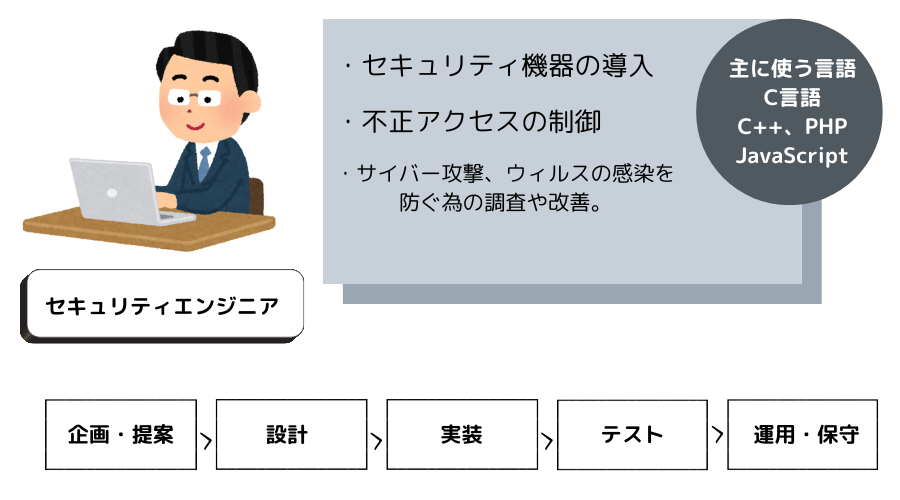 ・セキュリティ機器の導入
・不正アクセスの制御
・サイバー攻撃、ウィルスの感染を
防ぐ為の調査や改善。
主に使う言語
C言語
C++、PHP
JavaScript
セキュリティエンジニア
企画・提案 > 設計 > 実装 > テスト > 運用・保守